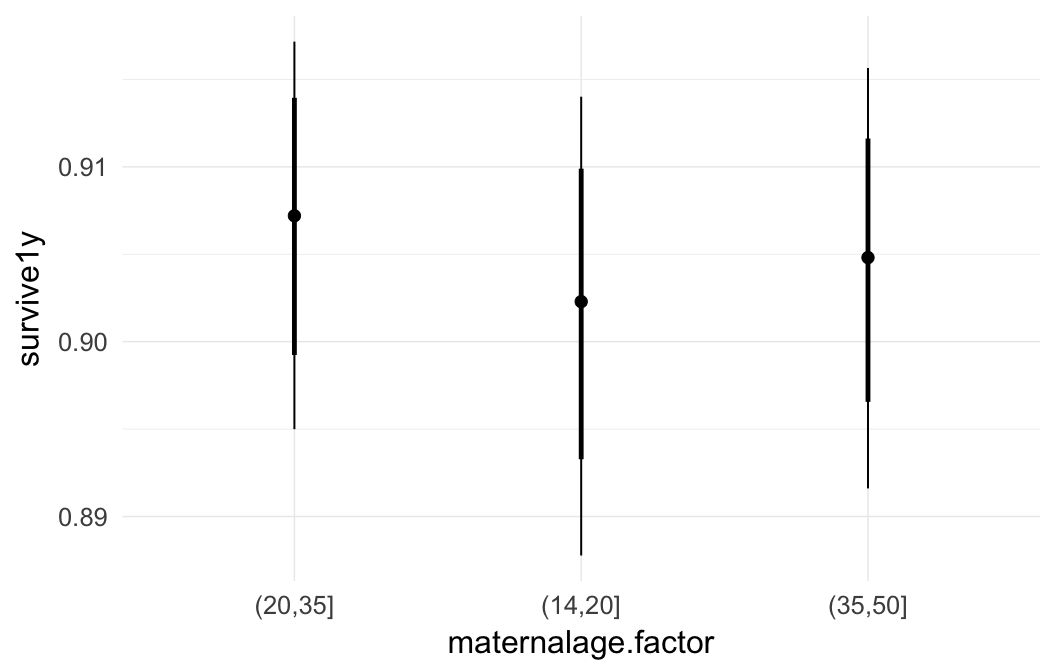 survive1y
0.91
0.90
0.89
(20,35] (14,20] (35,50]
maternalage.factor